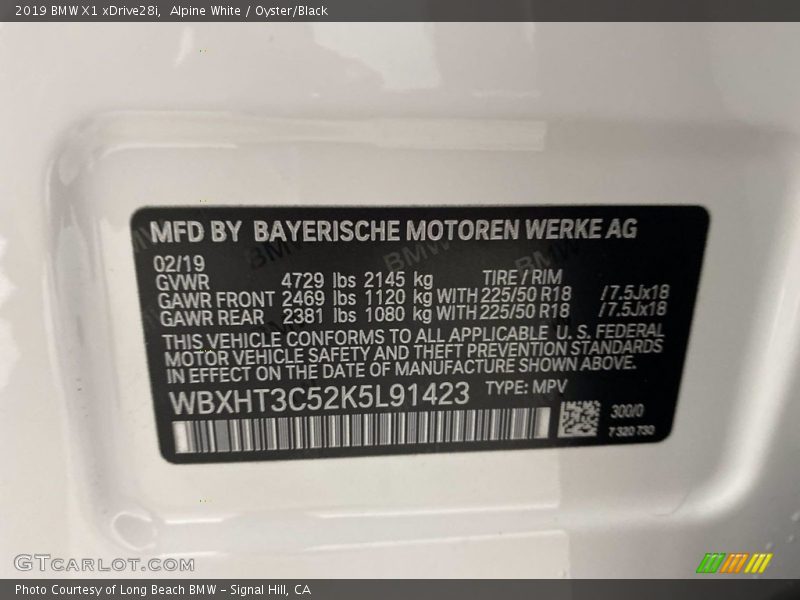 2019 BMW X1 xDrive28i,  Alpine White / Oyster/Black
MFD BY BAYERISCHE MOTOREN WERKE AG
02/19
GVWR 4729 lbs 2145 kg TIRE / RIM
GAWR FRONT 2469 lbs 1120 kg WITH 225/50 R18 /7.5Jx18
GAWR REAR 2381 lbs 1080 kg WITH 225/50 R18 /7.5Jx18
THIS VEHICLE CONFORMS TO ALL APPLICABLE U. S. FEDERAL
MOTOR VEHICLE SAFETY AND THEFT PREVENTION STANDARDS
IN EFFECT ON THE DATE OF MANUFACTURE SHOWN ABOVE.
WBXHT3C52K5L91423 TYPE: MPV
300/0
7 320 730
GTCARLOT.COM
Photo Courtesy of Long Beach BMW - Signal Hill, CA